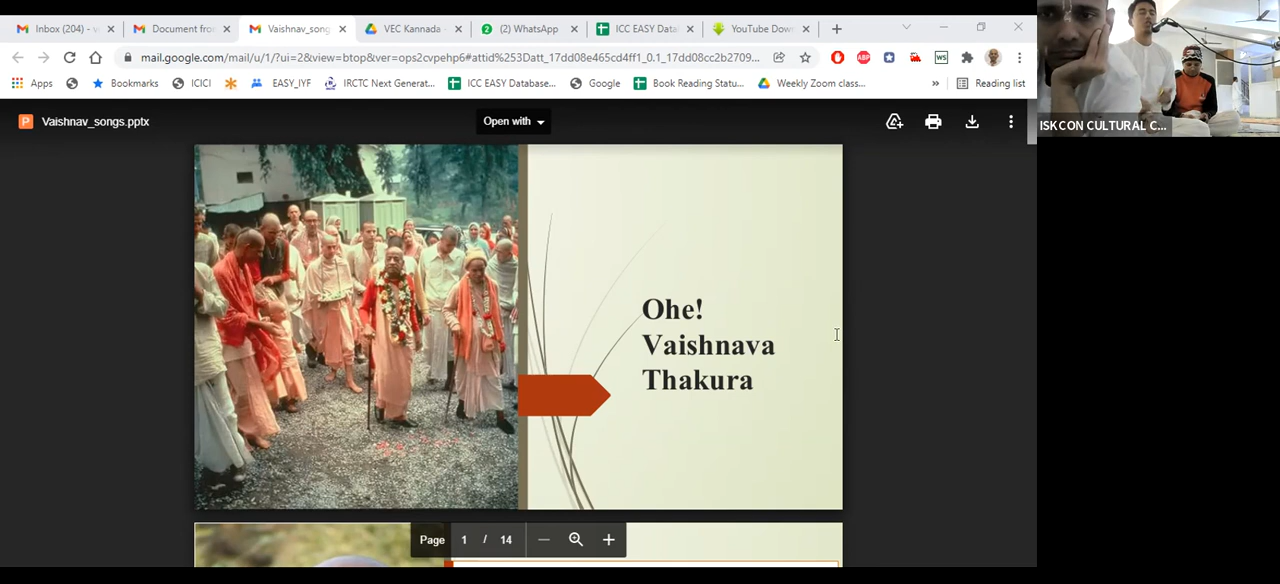 Inbox (204) - v
Document fro
Vaishnav_song
VEC Kannada -
(2) WhatsApp
ICC EASY Data
YouTube Dow
mail.google.com/mail/u/1/?ui=2&view=btop&ver=ops2cvpehp6#attid%253Datt_17dd08e465cd4ff1_0.1_17dd08cc2b2709...
Apps
Bookmarks
ICICI
EASY_IYF
IRCTC Next Generat...
ICC EASY Database...
Google
Book Reading Statu...
Weekly Zoom class...
»
Reading list
ABP
WS
P Vaishnav_songs.pptx
Open with
Ohe!
Vaishnava
Thakura
Page 1 / 14
ISKCON CULTURAL C...